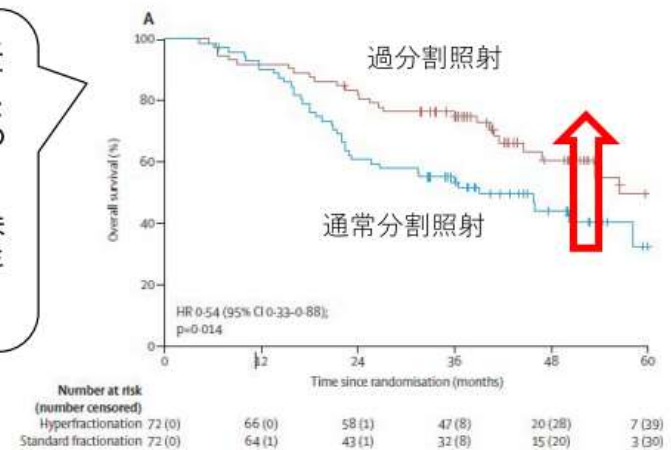 A
100
80
60
40
20
0
Overall survival (%)
過分割照射
通常分割照射
HR 0·54 (95% CI 0·33–0·88);
p=0·014
0 12 24 36 48 60
Time since randomisation (months)
Number at risk
(number censored)
Hyperfractionation 72 (0) 66 (0) 58 (1) 47 (8) 20 (28) 7 (39)
Standard fractionation 72 (0) 64 (1) 43 (1) 32 (8) 15 (20) 3 (30)